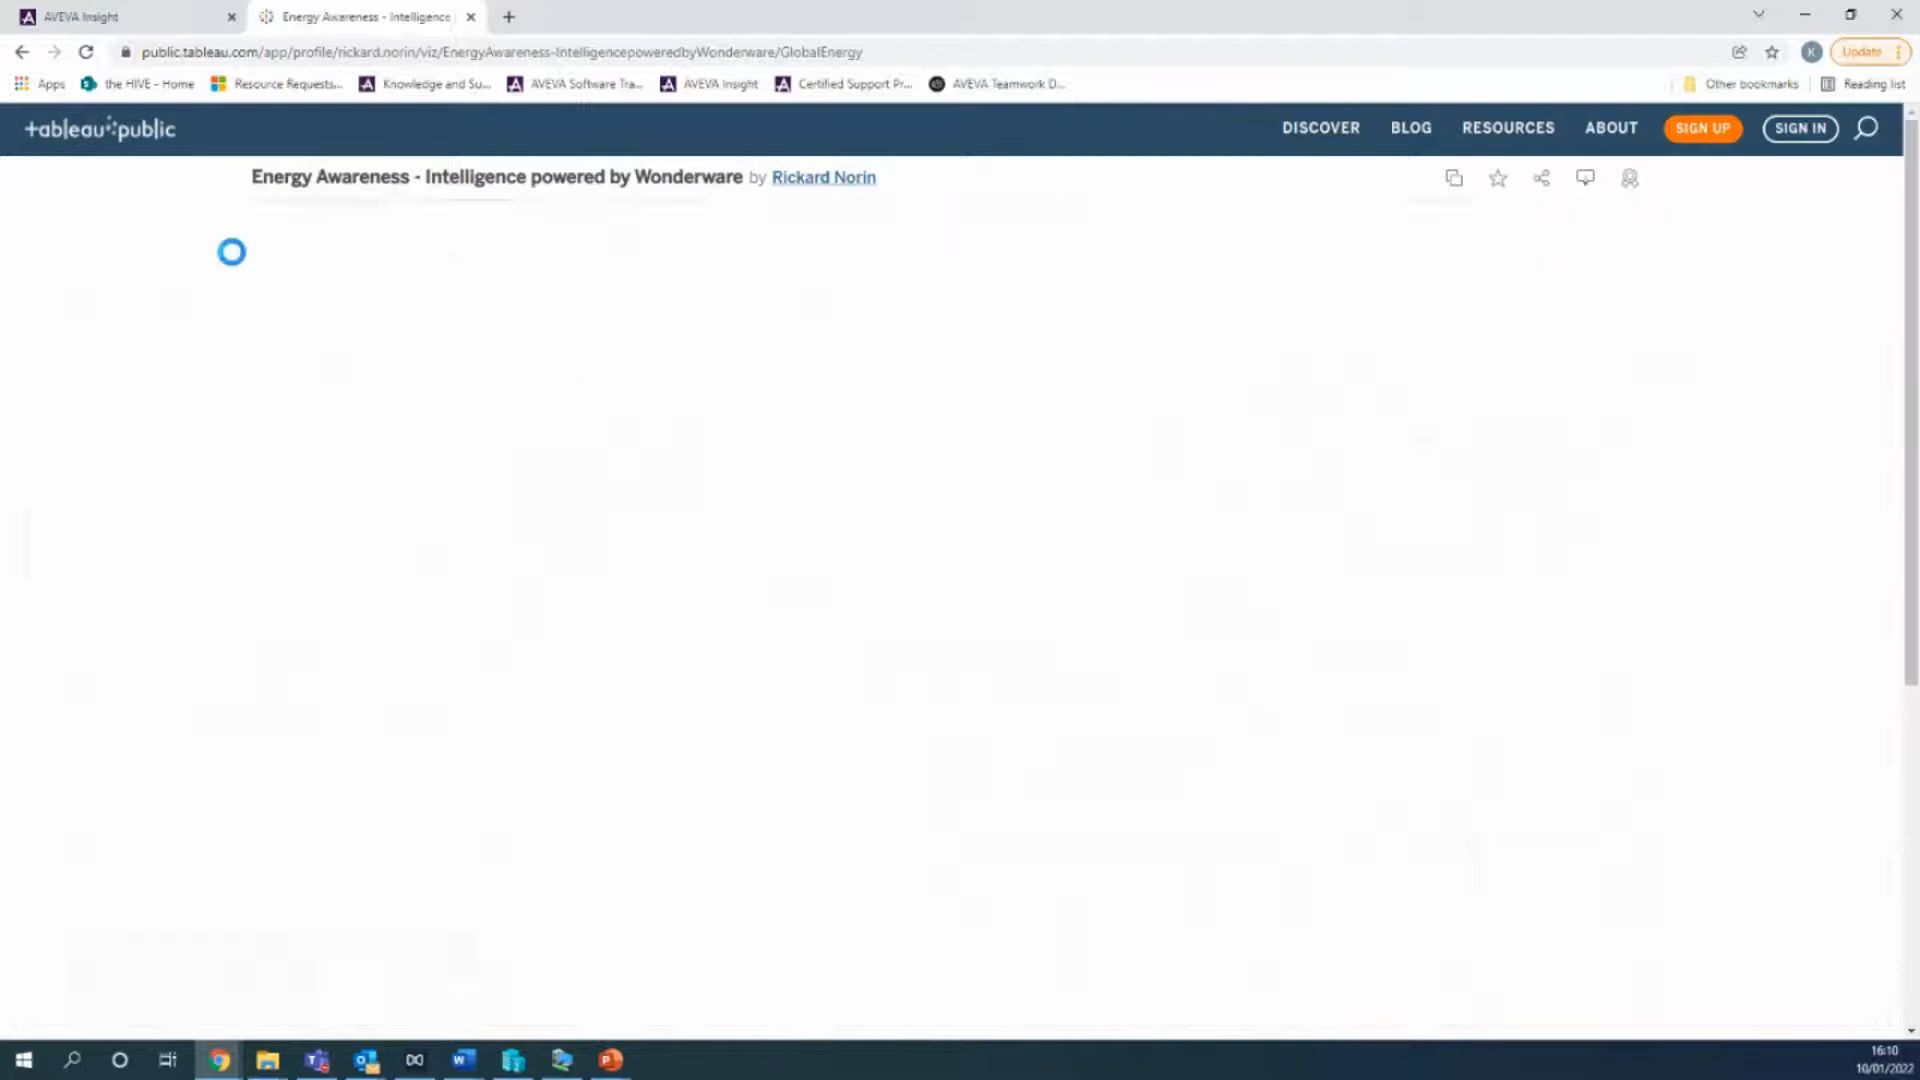 AVEVA Insight
Energy Awareness - Intelligence
public.tableau.com/app/profile/rickard.norin/viz/EnergyAwareness-IntelligencepoweredbyWonderware/GlobalEnergy
K
Update
Apps
the HIVE - Home
Resource Requests...
Knowledge and Su...
AVEVA Software Tra...
AVEVA Insight
Certified Support Pr...
AVEVA Teamwork D...
Other bookmarks
Reading list
+ableau public
DISCOVER
BLOG
RESOURCES
ABOUT
SIGN UP
SIGN IN
Energy Awareness - Intelligence powered by Wonderware by Rickard Norin
16:10
10/01/2022